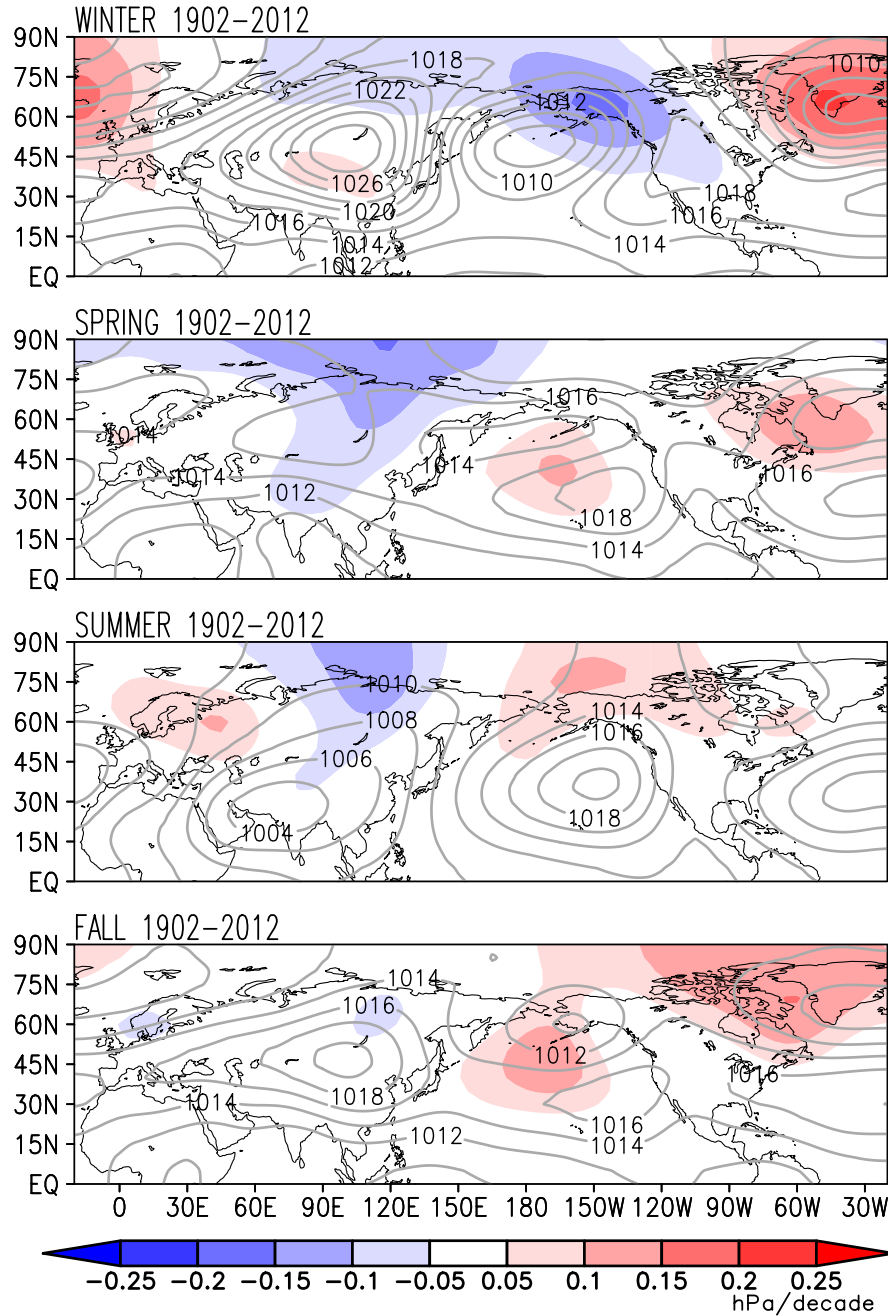 WINTER 1902-2012
90N
75N
60N
45N
30N
15N
EQ
1018
1010
1022
1012
1026
1010
1018
1020
1016
1016
1014
1014
1012
SPRING 1902-2012
90N
75N
60N
45N
30N
15N
EQ
1016
1014
1014
1014
1016
1012
1018
1014
SUMMER 1902-2012
90N
75N
60N
45N
30N
15N
EQ
1010
1014
1008
1016
1006
1018
1004
FALL 1902-2012
90N
75N
60N
45N
30N
15N
EQ
1014
1016
1012
1016
1018
1014
1016
1012
1014
0 30E 60E 90E 120E 150E 180 150W 120W 90W 60W 30W
−0.25 −0.2 −0.15 −0.1 −0.05 0.05 0.1 0.15 0.2 0.25
hPa/decade